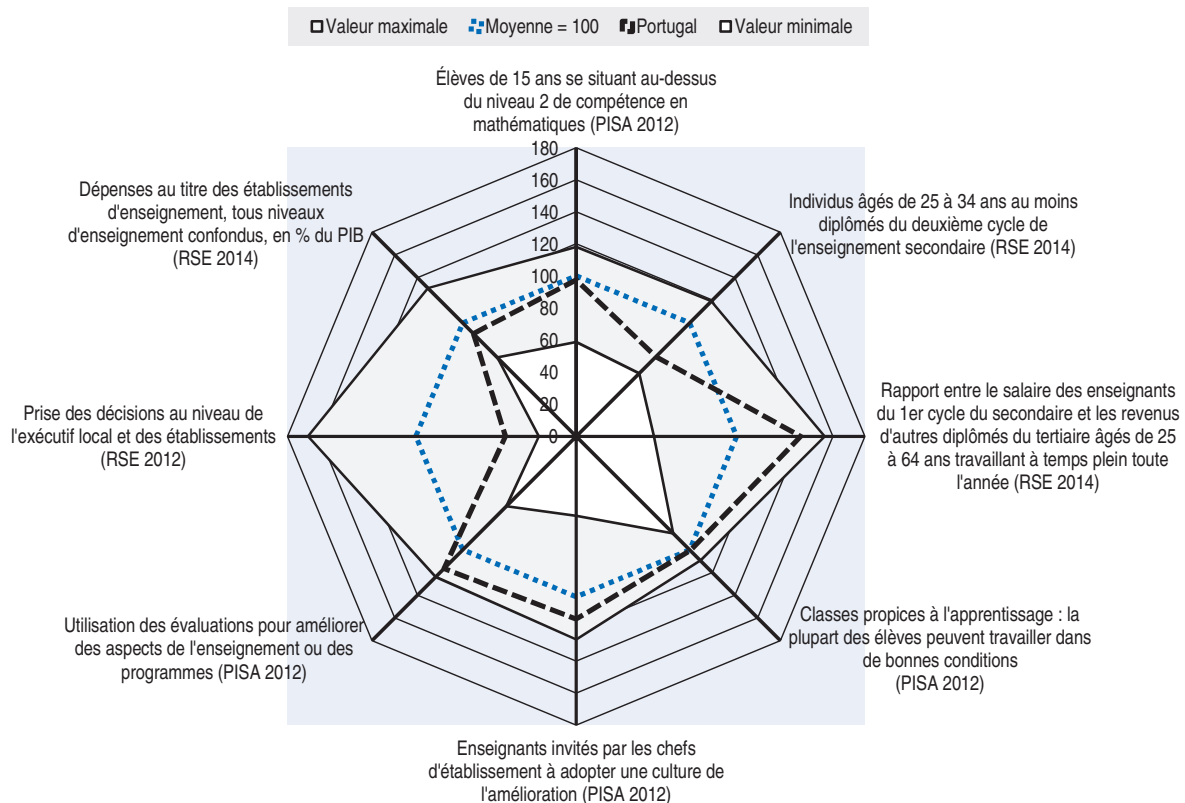 Valeur maximale Moyenne = 100 Portugal Valeur minimale
Élèves de 15 ans se situant au-dessus
du niveau 2 de compétence en
mathématiques (PISA 2012)
Individus âgés de 25 à 34 ans au moins
diplômés du deuxième cycle de
l'enseignement secondaire (RSE 2014)
Rapport entre le salaire des enseignants
du 1er cycle du secondaire et les revenus
d'autres diplômés du tertiaire âgés de 25
à 64 ans travaillant à temps plein toute
l'année (RSE 2014)
Classes propices à l'apprentissage : la
plupart des élèves peuvent travailler dans
de bonnes conditions
(PISA 2012)
Enseignants invités par les chefs
d'établissement à adopter une culture de
l'amélioration (PISA 2012)
Utilisation des évaluations pour améliorer
des aspects de l'enseignement ou des
programmes (PISA 2012)
Prise des décisions au niveau de
l'exécutif local et des établissements
(RSE 2012)
Dépenses au titre des établissements
d'enseignement, tous niveaux
d'enseignement confondus, en % du PIB
(RSE 2014)
180
160
140
120
100
80
60
40
20
0